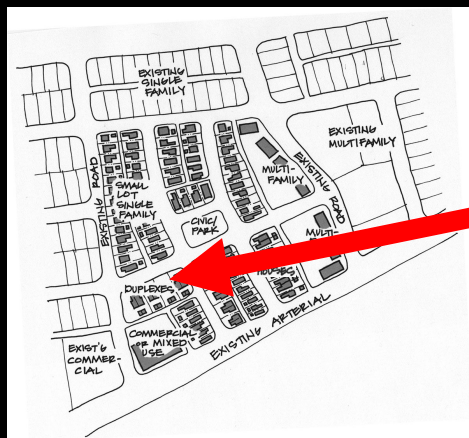 EXISTING
SINGLE
FAMILY
EXISTING
MULTIFAMILY
EXISTING ROAD
MULTI-
FAMILY
EXISTING ROAD
SMALL
LOT
SINGLE
FAMILY
CIVIC/
PARK
MULTI-
HOUSES
DUPLEXES
COMMERCIAL
OR MIXED
USE
EXIST'G
COMMER-
CIAL
EXISTING ARTERIAL